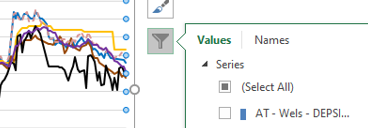 Values Names
Series
(Select All)
AT - Wels - DEPSI...